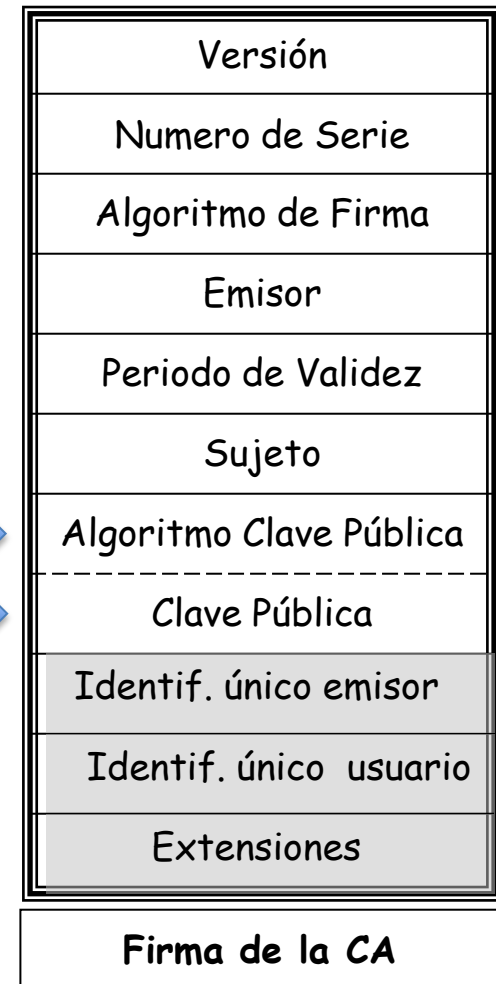 Versión
Numero de Serie
Algoritmo de Firma
Emisor
Periodo de Validez
Sujeto
Algoritmo Clave Pública
Clave Pública
Identif. único emisor
Identif. único usuario
Extensiones
Firma de la CA